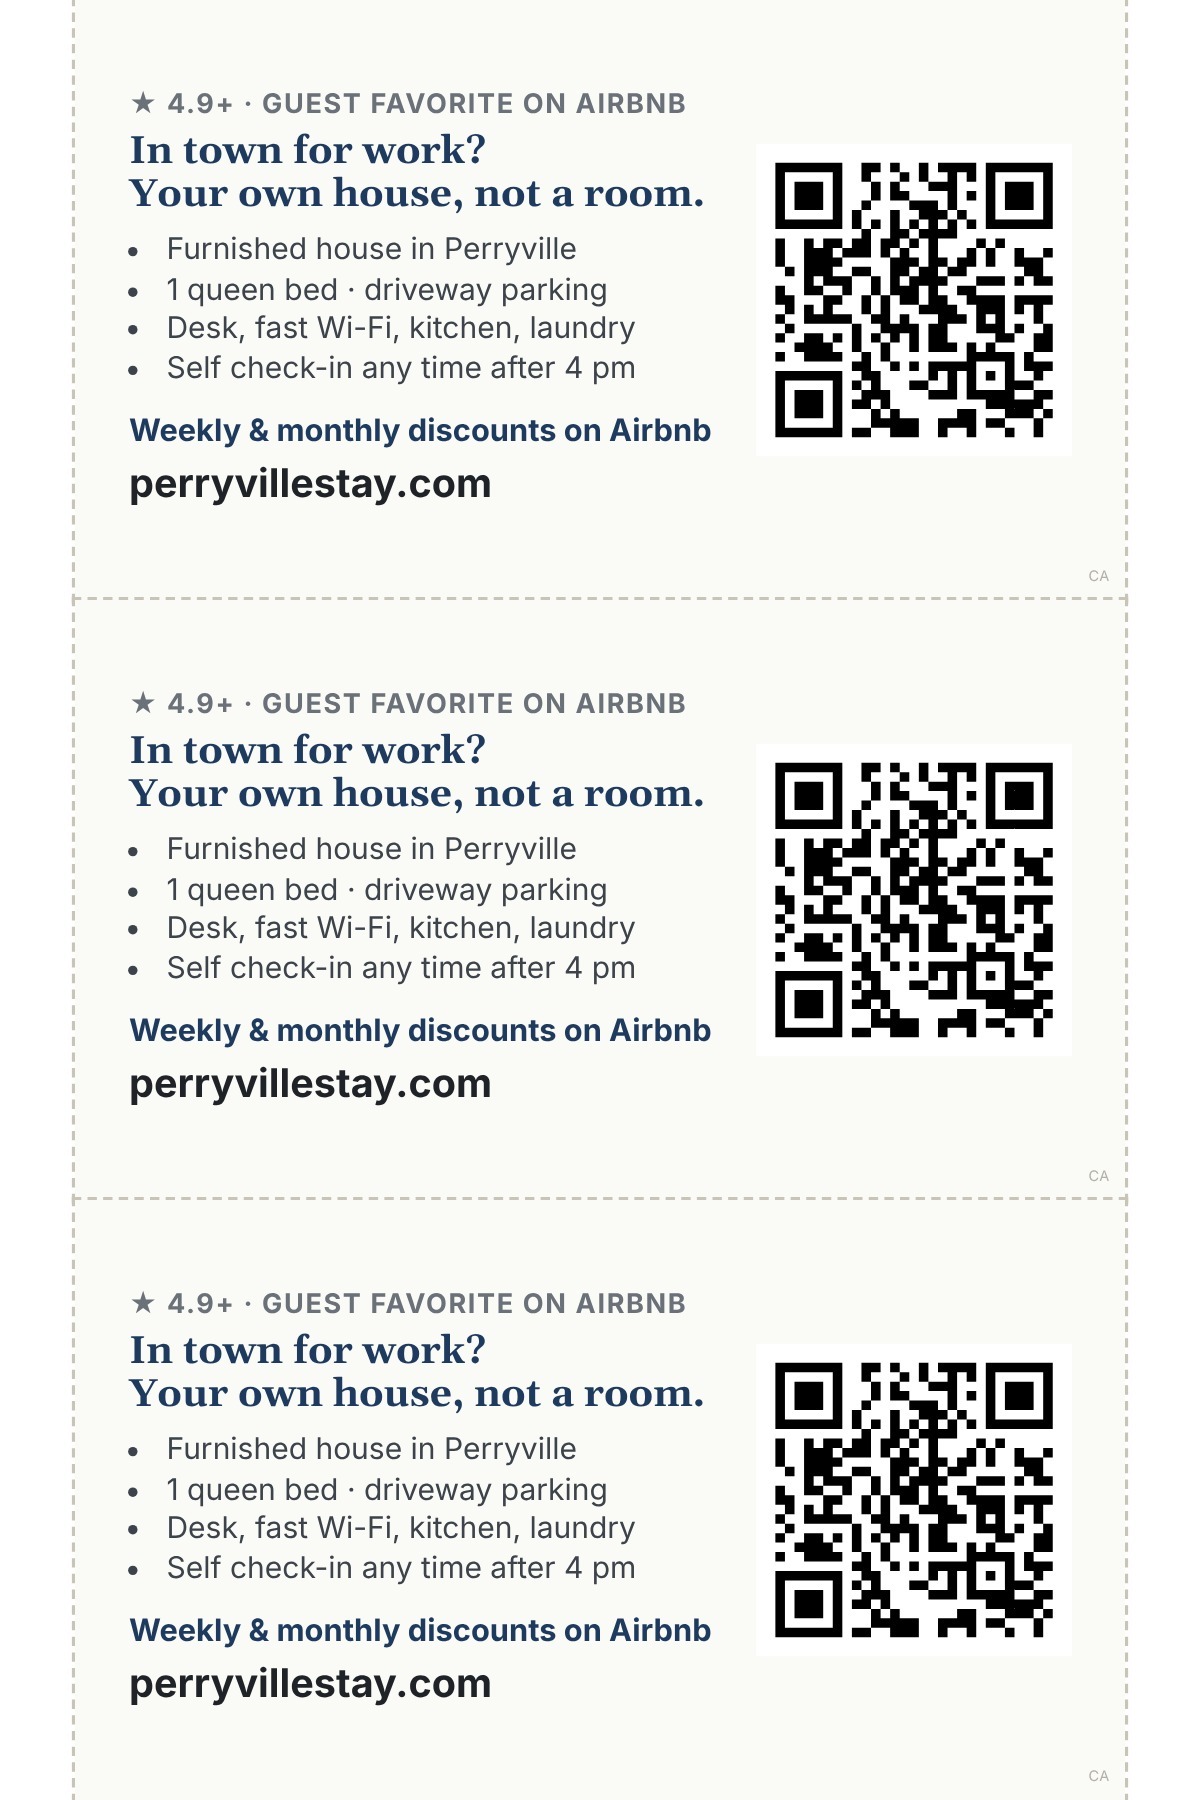 ★ 4.9+ · GUEST FAVORITE ON AIRBNB
In town for work?
Your own house, not a room.
• Furnished house in Perryville
• 1 queen bed · driveway parking
• Desk, fast Wi-Fi, kitchen, laundry
• Self check-in any time after 4 pm
Weekly & monthly discounts on Airbnb
perryvillestay.com
CA
★ 4.9+ · GUEST FAVORITE ON AIRBNB
In town for work?
Your own house, not a room.
• Furnished house in Perryville
• 1 queen bed · driveway parking
• Desk, fast Wi-Fi, kitchen, laundry
• Self check-in any time after 4 pm
Weekly & monthly discounts on Airbnb
perryvillestay.com
CA
★ 4.9+ · GUEST FAVORITE ON AIRBNB
In town for work?
Your own house, not a room.
• Furnished house in Perryville
• 1 queen bed · driveway parking
• Desk, fast Wi-Fi, kitchen, laundry
• Self check-in any time after 4 pm
Weekly & monthly discounts on Airbnb
perryvillestay.com
CA